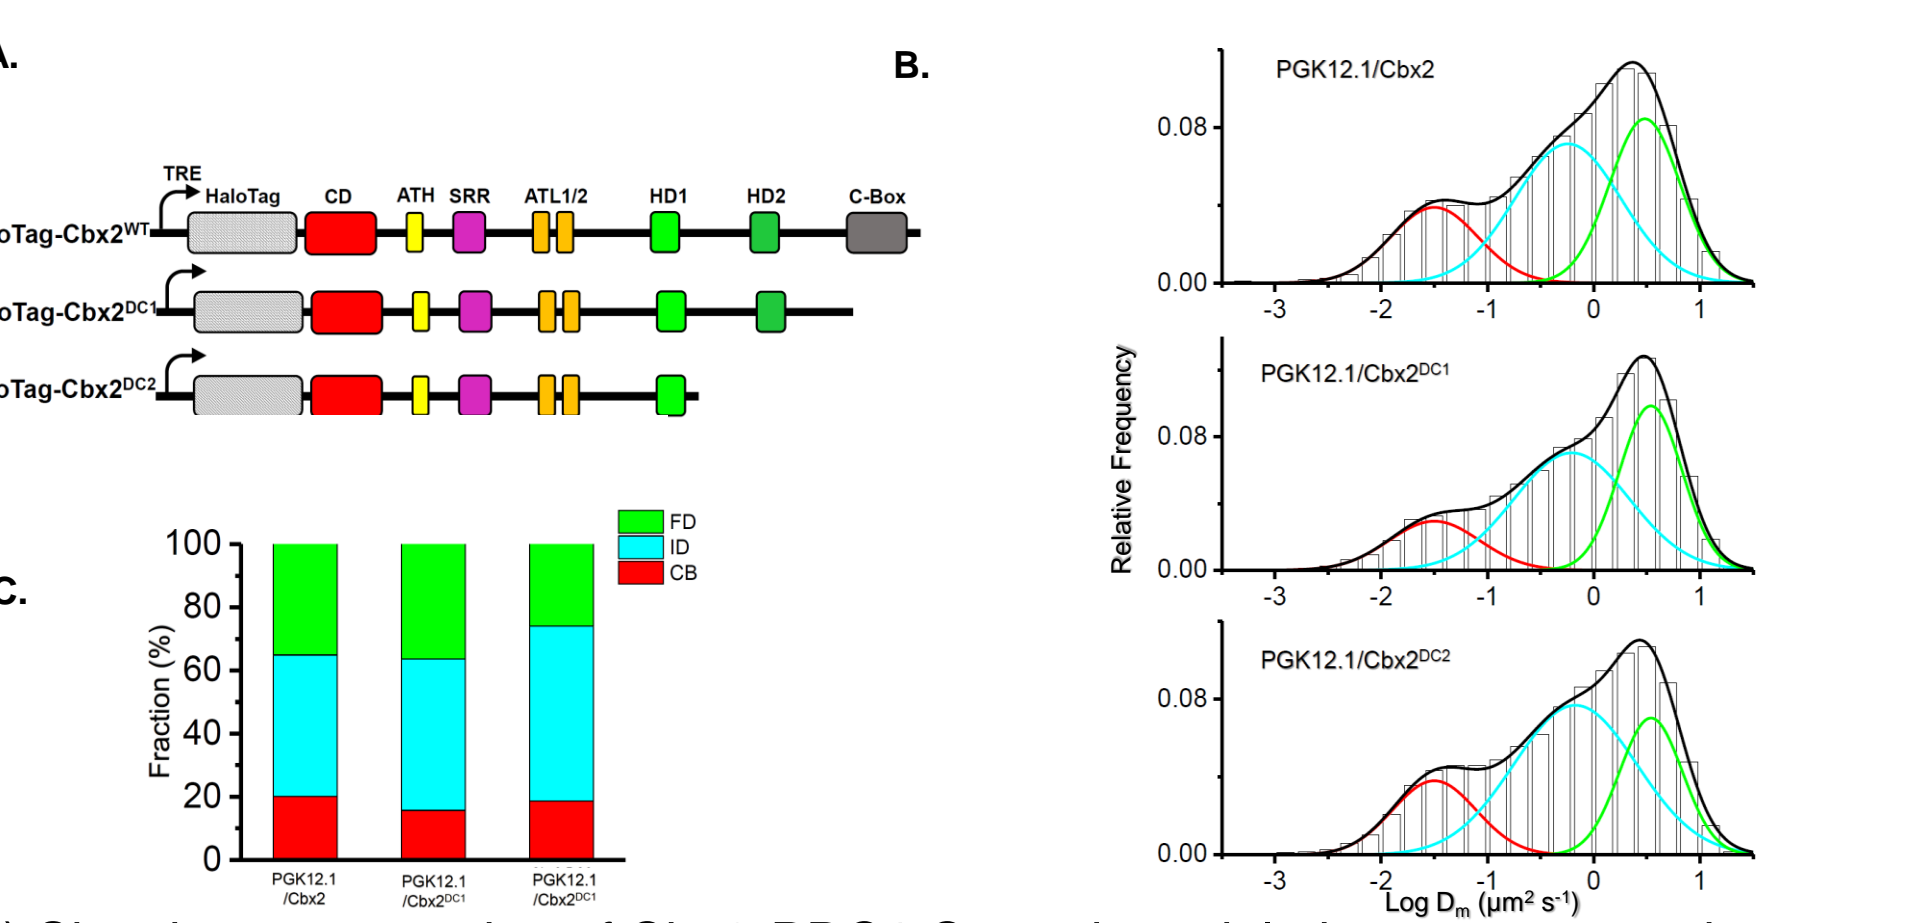 A.
TRE
HaloTag CD ATH SRR ATL1/2 HD1 HD2 C-Box
oTag-Cbx2WT
oTag-Cbx2DC1
oTag-Cbx2DC2
B.
PGK12.1/Cbx2
0.08
0.00
-3 -2 -1 0 1
PGK12.1/Cbx2DC1
0.08
0.00
-3 -2 -1 0 1
PGK12.1/Cbx2DC2
0.08
0.00
-3 -2 -1 0 1
Relative Frequency
Log Dm (µm2 s-1)
C.
FD
ID
CB
100
80
60
40
20
0
Fraction (%)
PGK12.1
/Cbx2
PGK12.1
/Cbx2DC1
PGK12.1
/Cbx2DC1